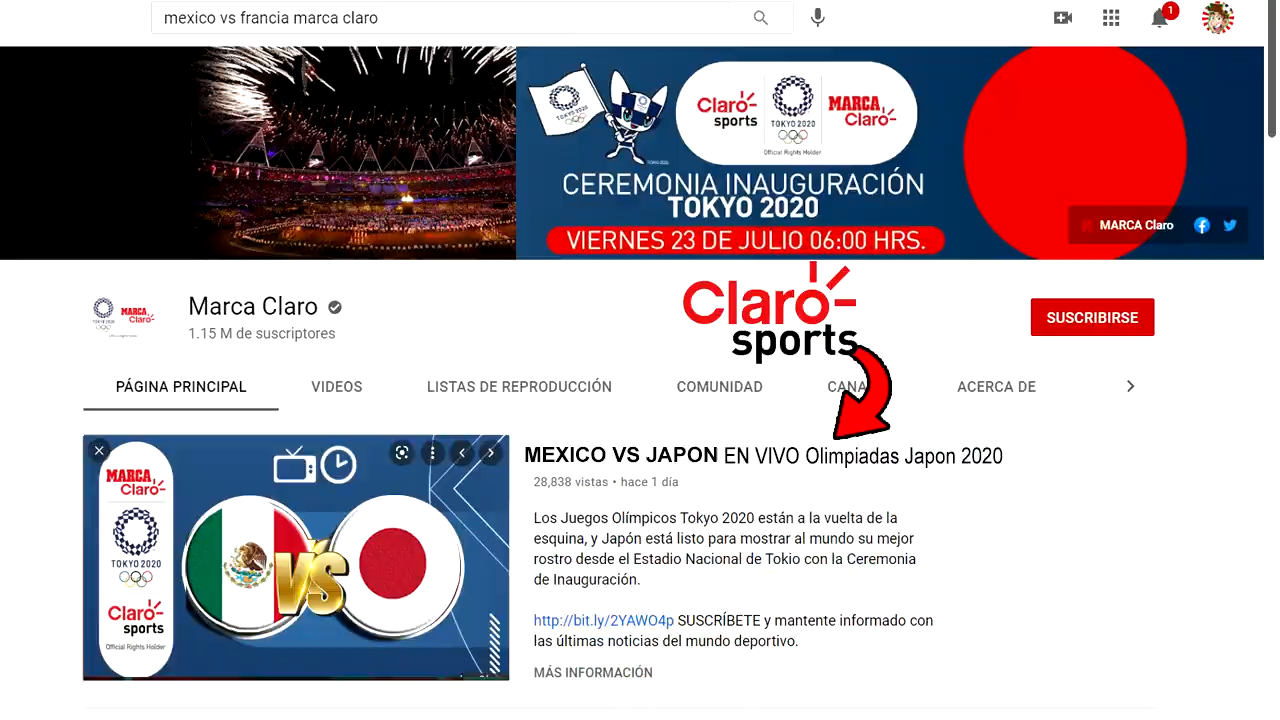 mexico vs francia marca claro
1
TOKYO 2020
TOKYO 2020
Claro sports
TOKYO 2020
MARCA Claro
Official Rights Holder
CEREMONIA INAUGURACIÓN
TOKYO 2020
VIERNES 23 DE JULIO 06:00 HRS.
MARCA Claro
Marca Claro
1.15 M de suscriptores
MARCA Claro
Claro sports
SUSCRIBIRSE
PÁGINA PRINCIPAL VIDEOS LISTAS DE REPRODUCCIÓN COMUNIDAD CANA ACERCA DE
MARCA Claro
TOKYO 2020
Claro sports
Official Rights Holder
VS
MEXICO VS JAPON EN VIVO Olimpiadas Japon 2020
28,838 vistas • hace 1 día
Los Juegos Olímpicos Tokyo 2020 están a la vuelta de la
esquina, y Japón está listo para mostrar al mundo su mejor
rostro desde el Estadio Nacional de Tokio con la Ceremonia
de Inauguración.
http://bit.ly/2YAWO4p SUSCRÍBETE y mantente informado con
las últimas noticias del mundo deportivo.
MÁS INFORMACIÓN